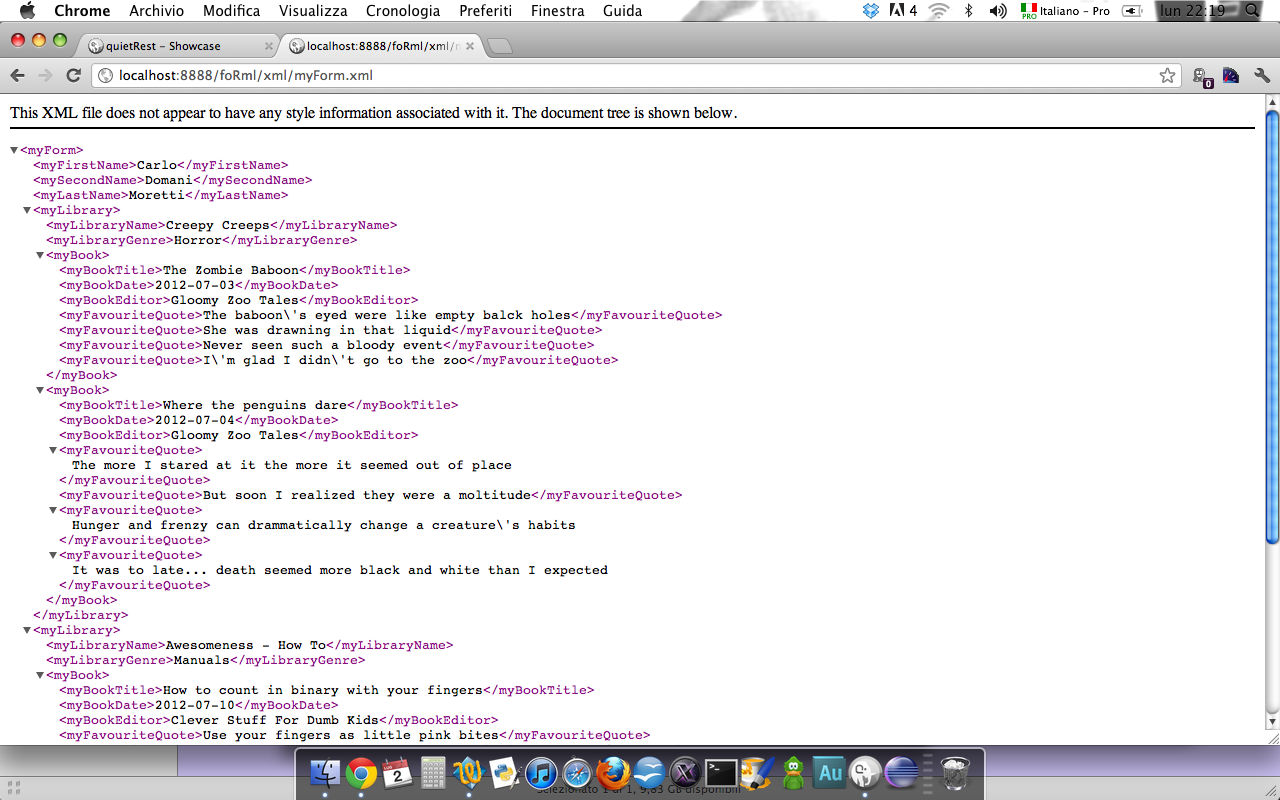 Chrome Archivio Modifica Visualizza Cronologia Preferiti Finestra Guida 4 PRO Italiano – Pro lun 22:19
quietRest – Showcase localhost:8888/foRml/xml/
localhost:8888/foRml/xml/myForm.xml 0
This XML file does not appear to have any style information associated with it. The document tree is shown below.
<myForm>
<myFirstName>Carlo</myFirstName>
<mySecondName>Domani</mySecondName>
<myLastName>Moretti</myLastName>
<myLibrary>
<myLibraryName>Creepy Creeps</myLibraryName>
<myLibraryGenre>Horror</myLibraryGenre>
<myBook>
<myBookTitle>The Zombie Baboon</myBookTitle>
<myBookDate>2012-07-03</myBookDate>
<myBookEditor>Gloomy Zoo Tales</myBookEditor>
<myFavouriteQuote>The baboon\'s eyed were like empty balck holes</myFavouriteQuote>
<myFavouriteQuote>She was drawning in that liquid</myFavouriteQuote>
<myFavouriteQuote>Never seen such a bloody event</myFavouriteQuote>
<myFavouriteQuote>I\'m glad I didn\'t go to the zoo</myFavouriteQuote>
</myBook>
<myBook>
<myBookTitle>Where the penguins dare</myBookTitle>
<myBookDate>2012-07-04</myBookDate>
<myBookEditor>Gloomy Zoo Tales</myBookEditor>
<myFavouriteQuote>
The more I stared at it the more it seemed out of place
</myFavouriteQuote>
<myFavouriteQuote>But soon I realized they were a moltitude</myFavouriteQuote>
<myFavouriteQuote>
Hunger and frenzy can drammatically change a creature\'s habits
</myFavouriteQuote>
<myFavouriteQuote>
It was to late... death seemed more black and white than I expected
</myFavouriteQuote>
</myBook>
</myLibrary>
<myLibrary>
<myLibraryName>Awesomeness - How To</myLibraryName>
<myLibraryGenre>Manuals</myLibraryGenre>
<myBook>
<myBookTitle>How to count in binary with your fingers</myBookTitle>
<myBookDate>2012-07-10</myBookDate>
<myBookEditor>Clever Stuff For Dumb Kids</myBookEditor>
<myFavouriteQuote>Use your fingers as little pink bites</myFavouriteQuote>
LUG 2 X Au
Selezionato 1 di 1, 9,83 GB disponibili